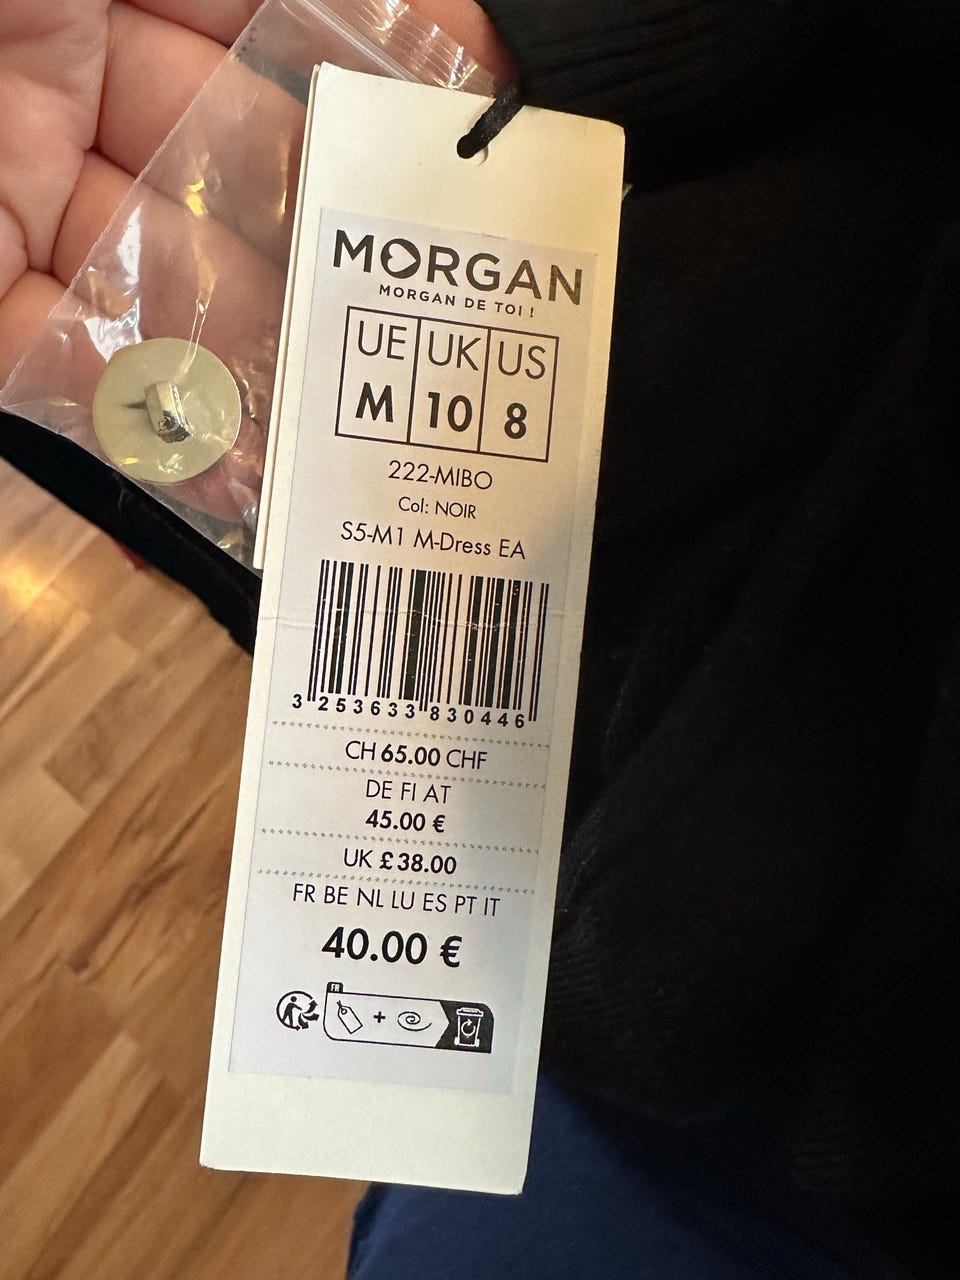 MORGAN
MORGAN DE TOI !
UE UK US
M 10 8
222-MIBO
Col: NOIR
S5-M1 M-Dress EA
3 253633 830446
CH 65.00 CHF
DE FI AT
45.00 €
UK £38.00
FR BE NL LU ES PT IT
40.00 €
FR
+